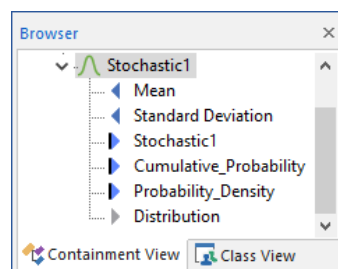 Browser
Stochastic1
Mean
Standard Deviation
Stochastic1
Cumulative_Probability
Probability_Density
Distribution
Containment View Class View